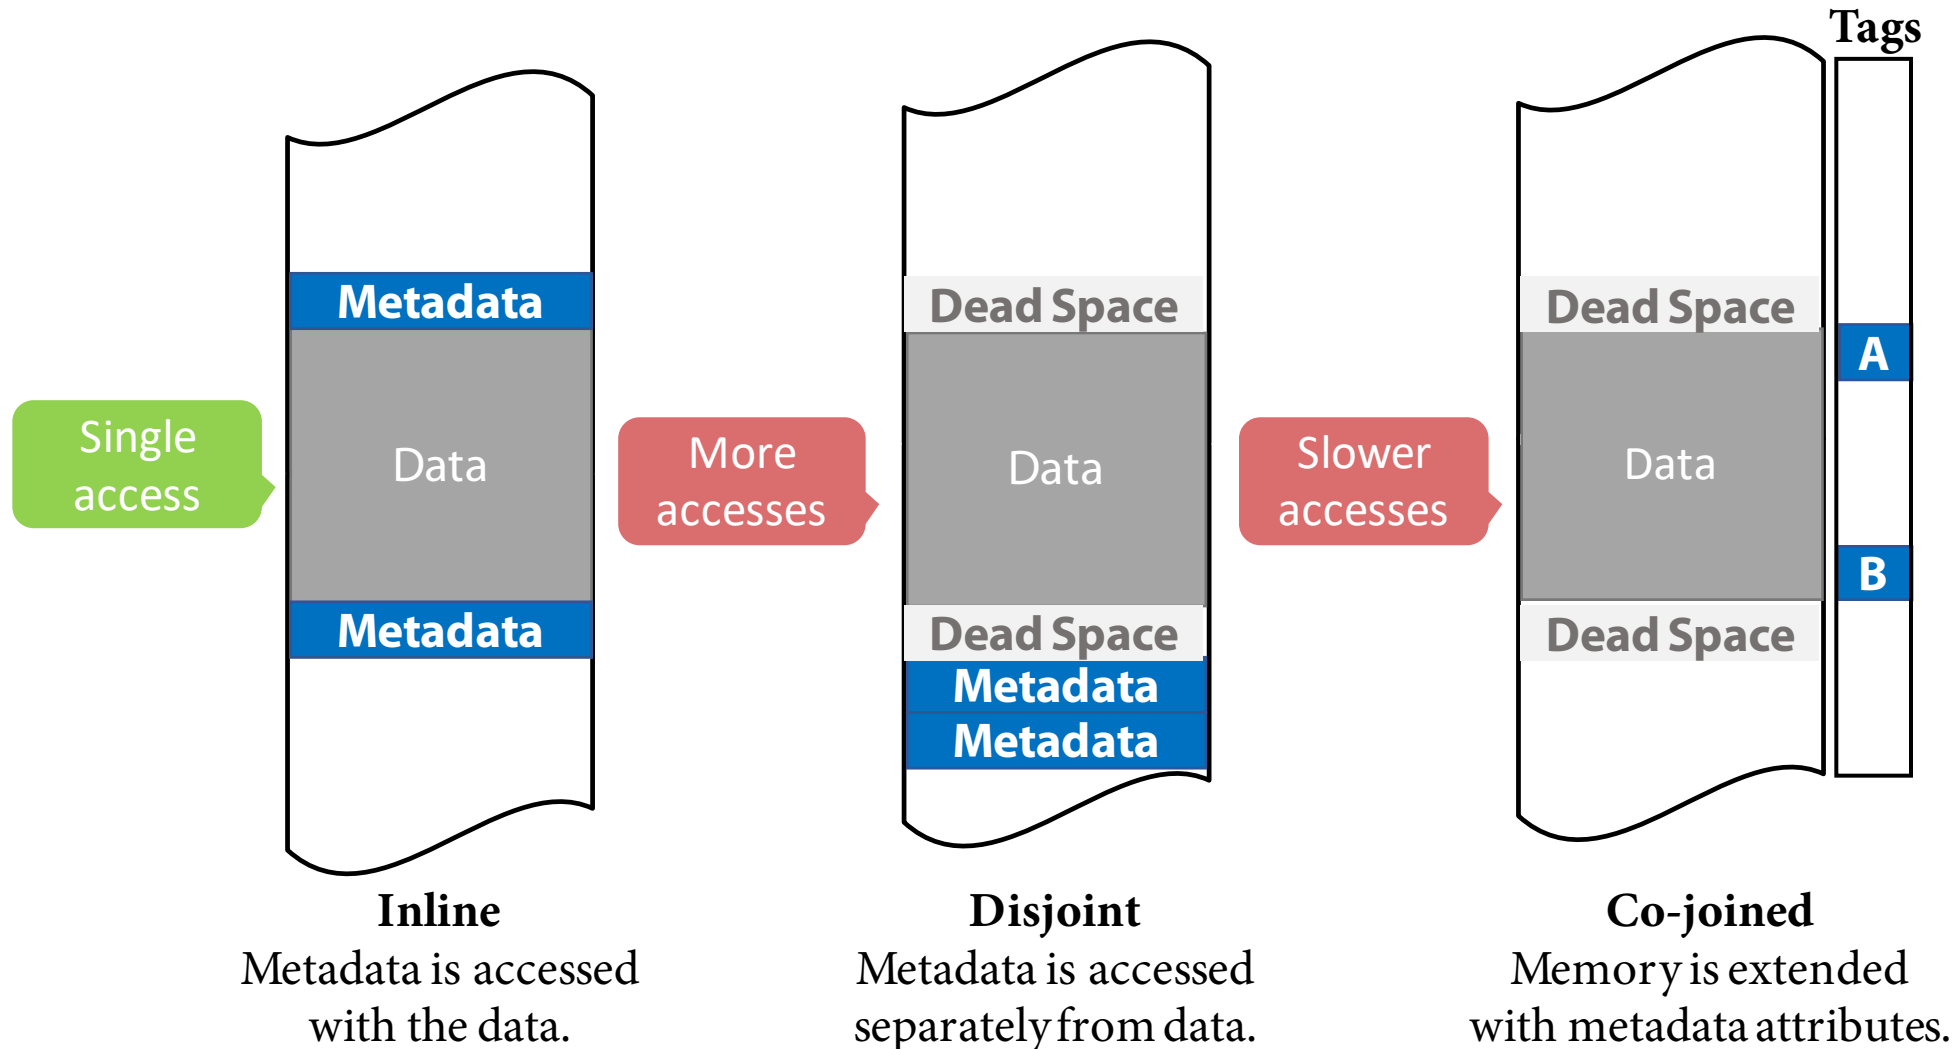 Tags
Metadata
Data
Metadata
Single
access
Inline
Metadata is accessed
with the data.
Dead Space
Data
Dead Space
Metadata
Metadata
More
accesses
Disjoint
Metadata is accessed
separately from data.
Dead Space
Data
Dead Space
A
B
Slower
accesses
Co-joined
Memory is extended
with metadata attributes.